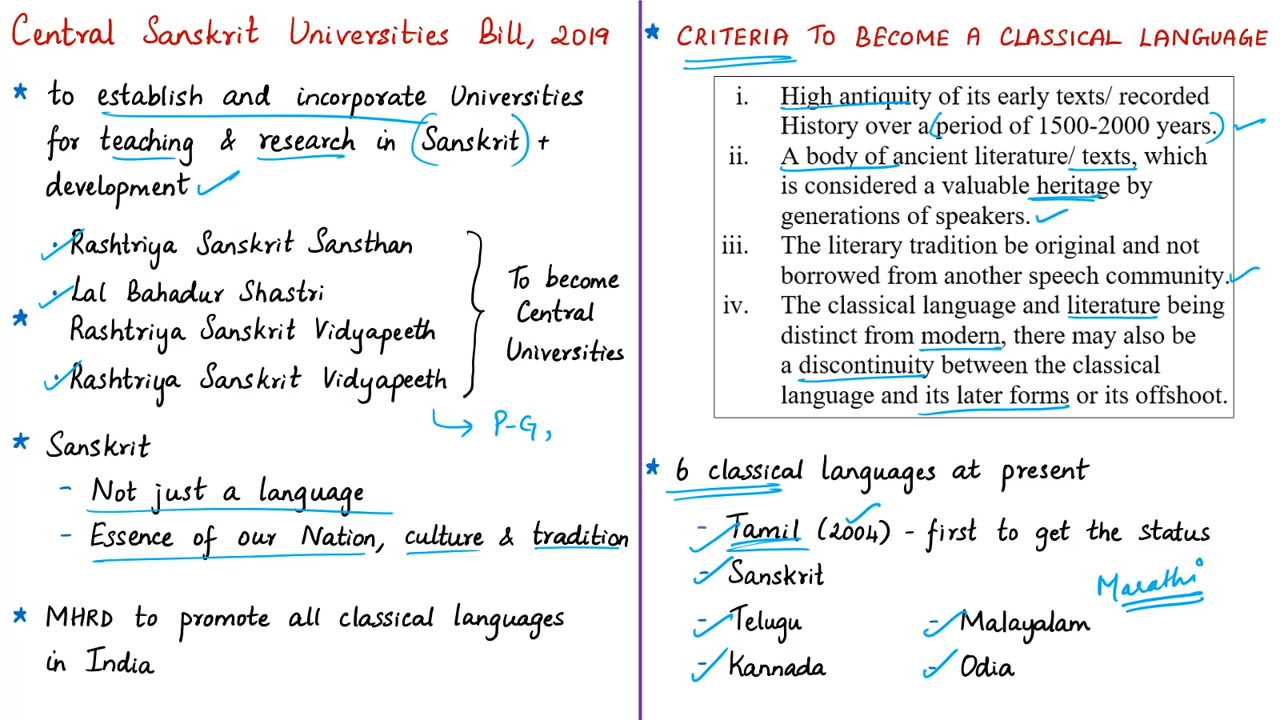 Central Sanskrit Universities Bill, 2019
* to establish and incorporate Universities
for teaching & research in (Sanskrit) +
development
· Rashtriya Sanskrit Sansthan
· Lal Bahadur Shastri
* Rashtriya Sanskrit Vidyapeeth
· Rashtriya Sanskrit Vidyapeeth
To become
Central
Universities
→ P-G,
* Sanskrit
- Not just a language
- Essence of our Nation, culture & tradition
* MHRD to promote all classical languages
in India
* CRITERIA TO BECOME A CLASSICAL LANGUAGE
i. High antiquity of its early texts/ recorded
History over a (period of 1500-2000 years.)
ii. A body of ancient literature/ texts, which
is considered a valuable heritage by
generations of speakers.
iii. The literary tradition be original and not
borrowed from another speech community.
iv. The classical language and literature being
distinct from modern, there may also be
a discontinuity between the classical
language and its later forms or its offshoot.
* 6 classical languages at present
- Tamil (2004) - first to get the status
- Sanskrit
Marathi
- Telugu - Malayalam
- Kannada - Odia